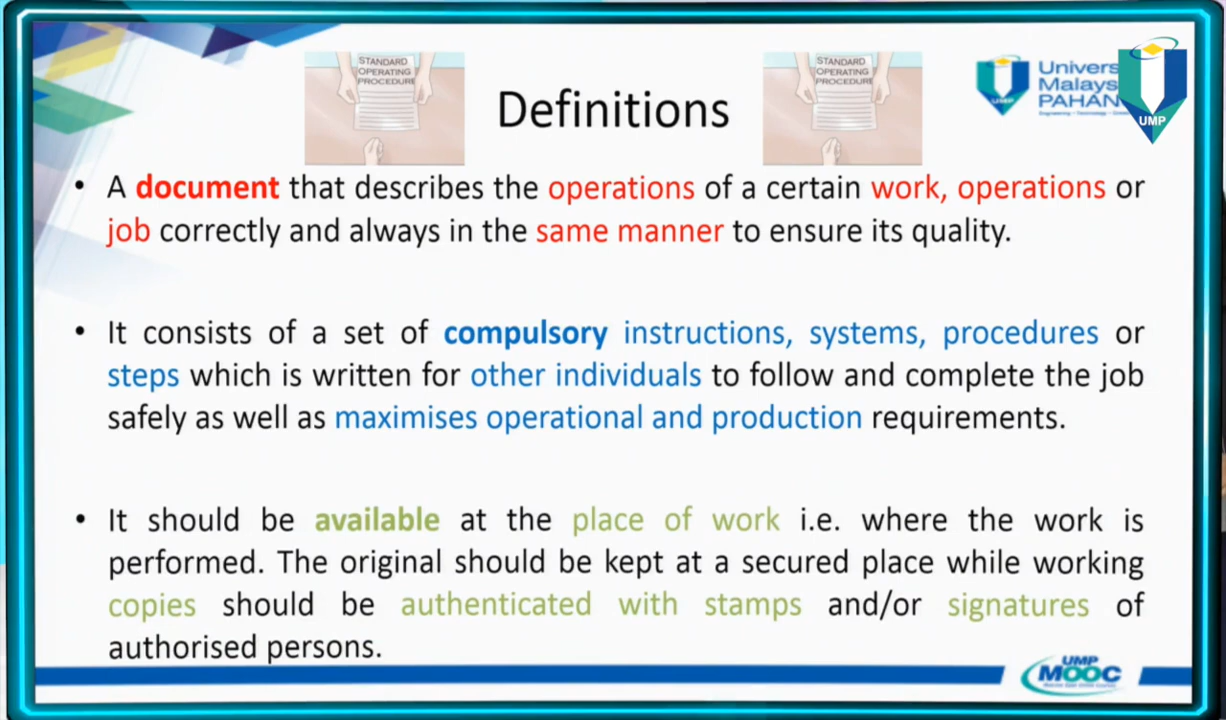 STANDARD
OPERATING
PROCEDURE
STANDARD
OPERATING
PROCEDURE
Definitions
Malays
PAHAN
UMP
• A document that describes the operations of a certain work, operations or
job correctly and always in the same manner to ensure its quality.
• It consists of a set of compulsory instructions, systems, procedures or
steps which is written for other individuals to follow and complete the job
safely as well as maximises operational and production requirements.
• It should be available at the place of work i.e. where the work is
performed. The original should be kept at a secured place while working
copies should be authenticated with stamps and/or signatures of
authorised persons.
UMP
MOOC